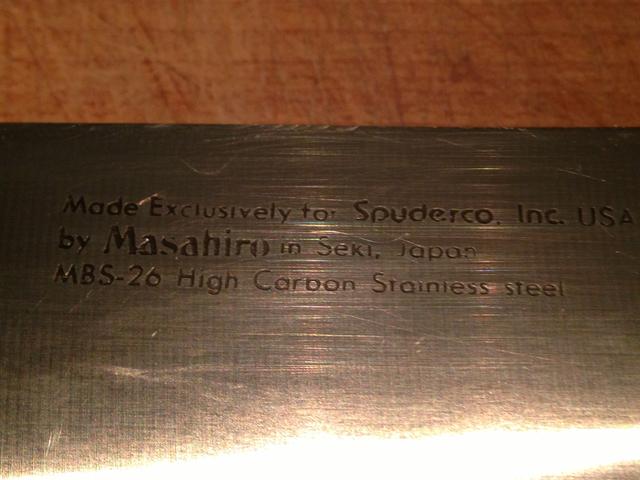 Made Exclusively for Spyderco, Inc. USA
by Masahiro in Seki, Japan
MBS-26 High Carbon Stainless steel